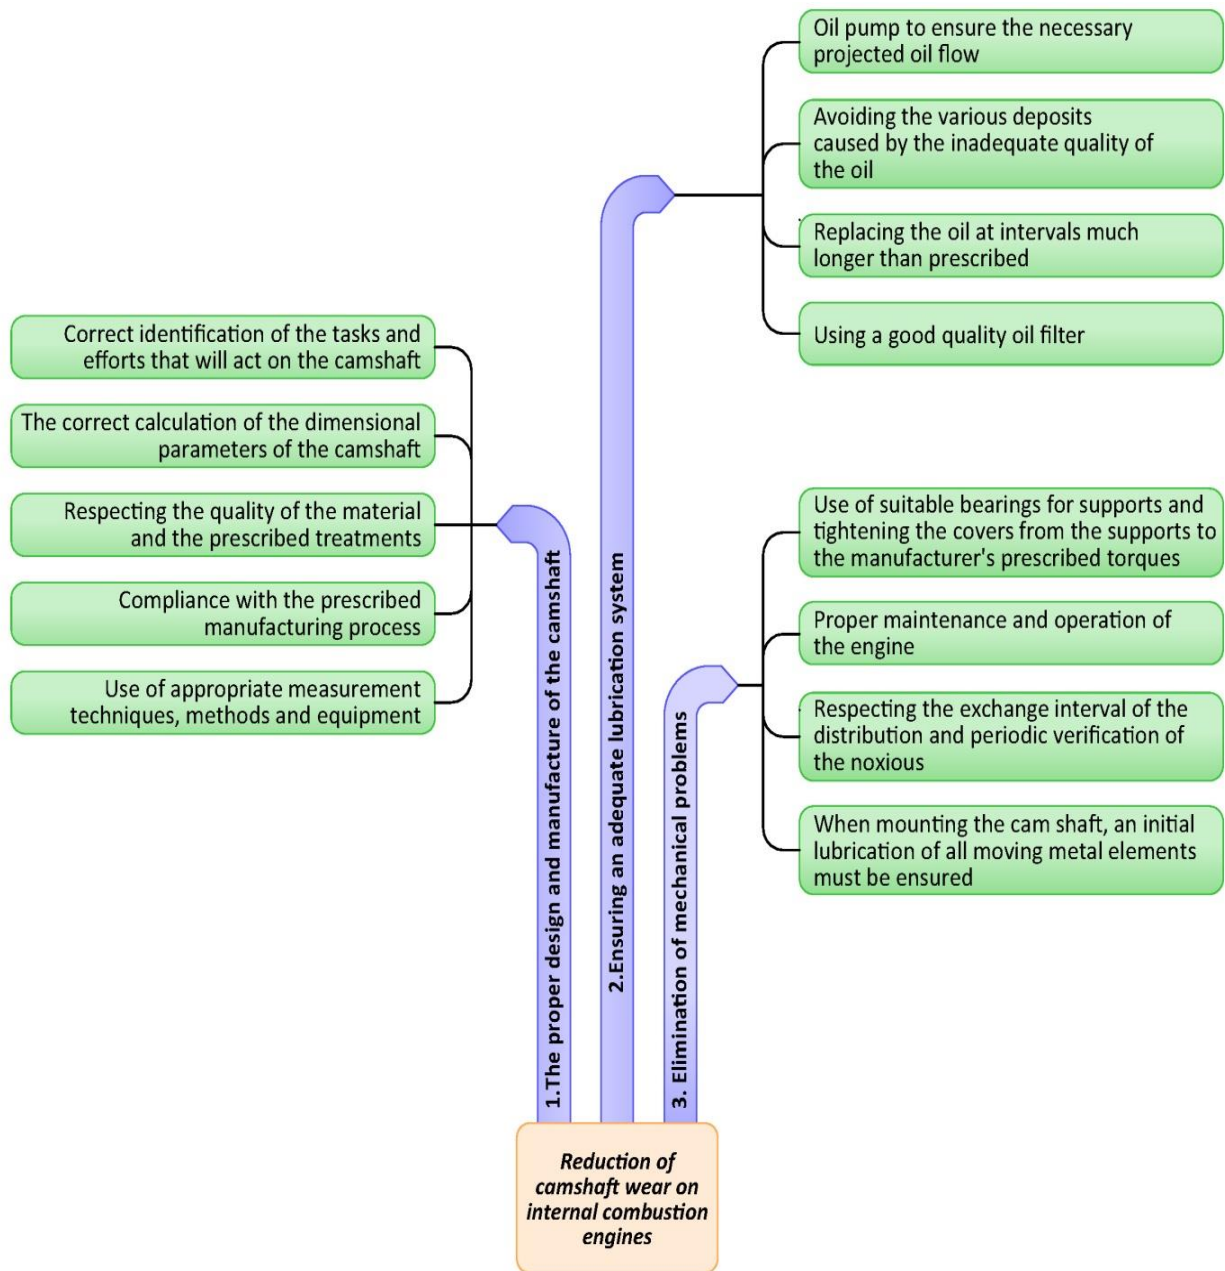 Oil pump to ensure the necessary
projected oil flow
Avoiding the various deposits
caused by the inadequate quality of
the oil
Replacing the oil at intervals much
longer than prescribed
Using a good quality oil filter
Correct identification of the tasks and
efforts that will act on the camshaft
The correct calculation of the dimensional
parameters of the camshaft
Respecting the quality of the material
and the prescribed treatments
Compliance with the prescribed
manufacturing process
Use of appropriate measurement
techniques, methods and equipment
Use of suitable bearings for supports and
tightening the covers from the supports to
the manufacturer's prescribed torques
Proper maintenance and operation of
the engine
Respecting the exchange interval of the
distribution and periodic verification of
the noxious
When mounting the cam shaft, an initial
lubrication of all moving metal elements
must be ensured
1.The proper design and manufacture of the camshaft
2.Ensuring an adequate lubrication system
3. Elimination of mechanical problems
Reduction of
camshaft wear on
internal combustion
engines